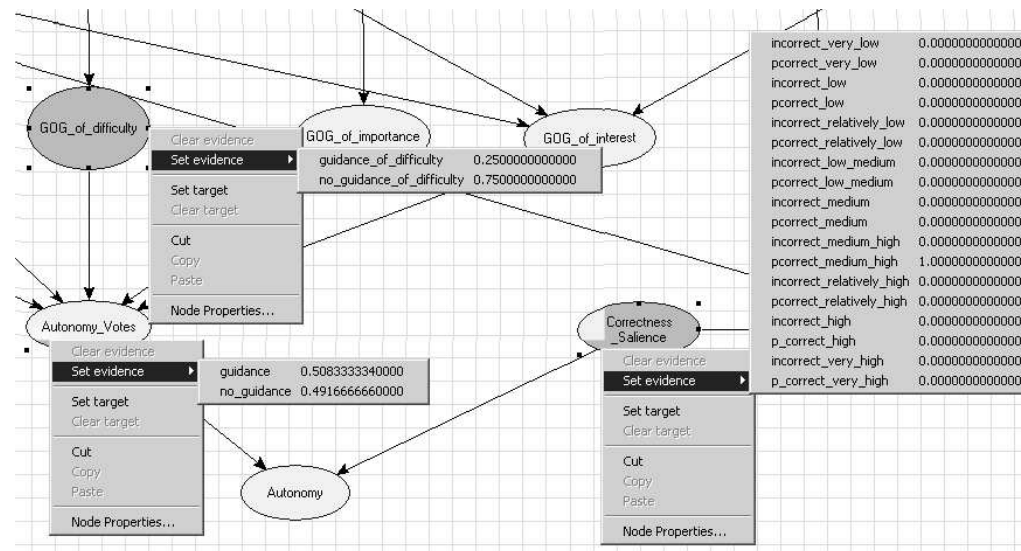 GOG_of_difficulty
GOG_of_importance
GOG_of_interest
Clear evidence
Set evidence
Set target
Clear target
Cut
Copy
Paste
Node Properties...
guidance_of_difficulty 0.2500000000000
no_guidance_of_difficulty 0.7500000000000
incorrect_very_low 0.0000000000000
pcorrect_very_low 0.0000000000000
incorrect_low 0.0000000000000
pcorrect_low 0.0000000000000
incorrect_relatively_low 0.0000000000000
pcorrect_relatively_low 0.0000000000000
incorrect_low_medium 0.0000000000000
pcorrect_low_medium 0.0000000000000
incorrect_medium 0.0000000000000
pcorrect_medium 0.0000000000000
incorrect_medium_high 0.0000000000000
pcorrect_medium_high 1.0000000000000
incorrect_relatively_high 0.0000000000000
pcorrect_relatively_high 0.0000000000000
incorrect_high 0.0000000000000
p_correct_high 0.0000000000000
incorrect_very_high 0.0000000000000
p_correct_very_high 0.0000000000000
Autonomy_Votes
Clear evidence
Set evidence
Set target
Clear target
Cut
Copy
Paste
Node Properties...
guidance 0.5083333340000
no_guidance 0.4916666660000
Autonomy
Correctness
_Salience
Clear evidence
Set evidence
Set target
Clear target
Cut
Copy
Paste
Node Properties...